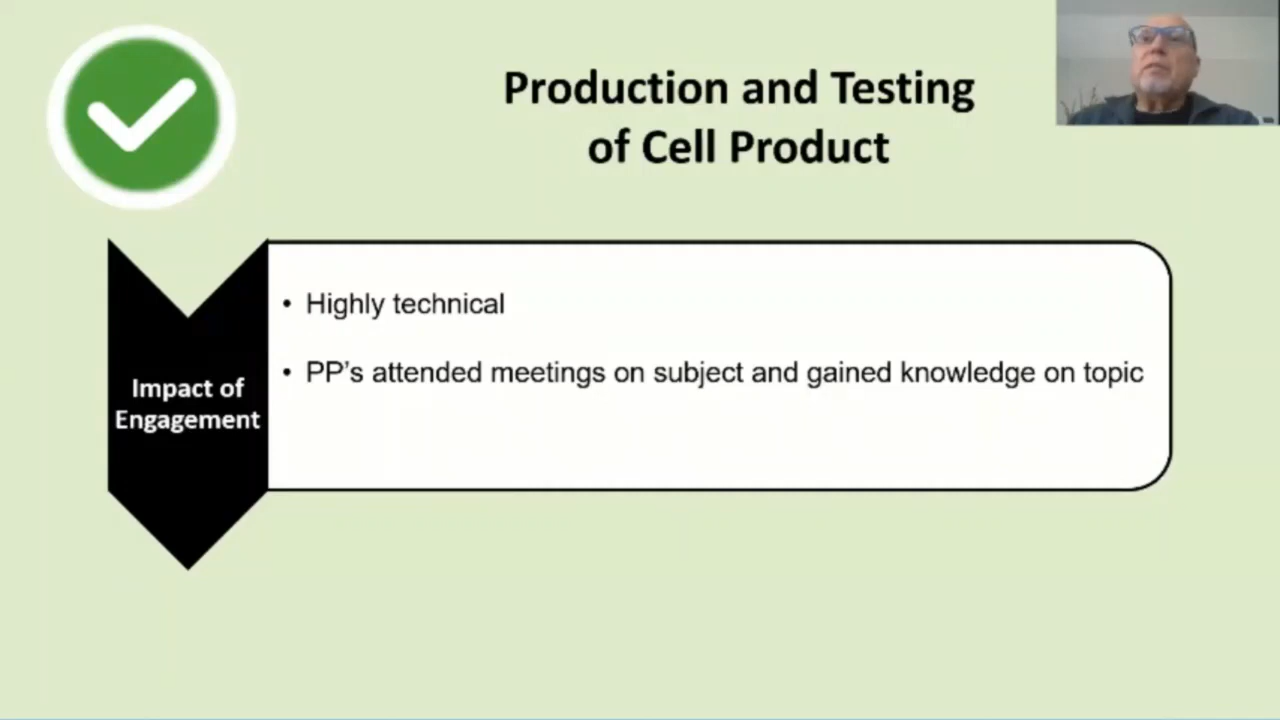 Production and Testing
of Cell Product
Impact of
Engagement
• Highly technical
• PP's attended meetings on subject and gained knowledge on topic